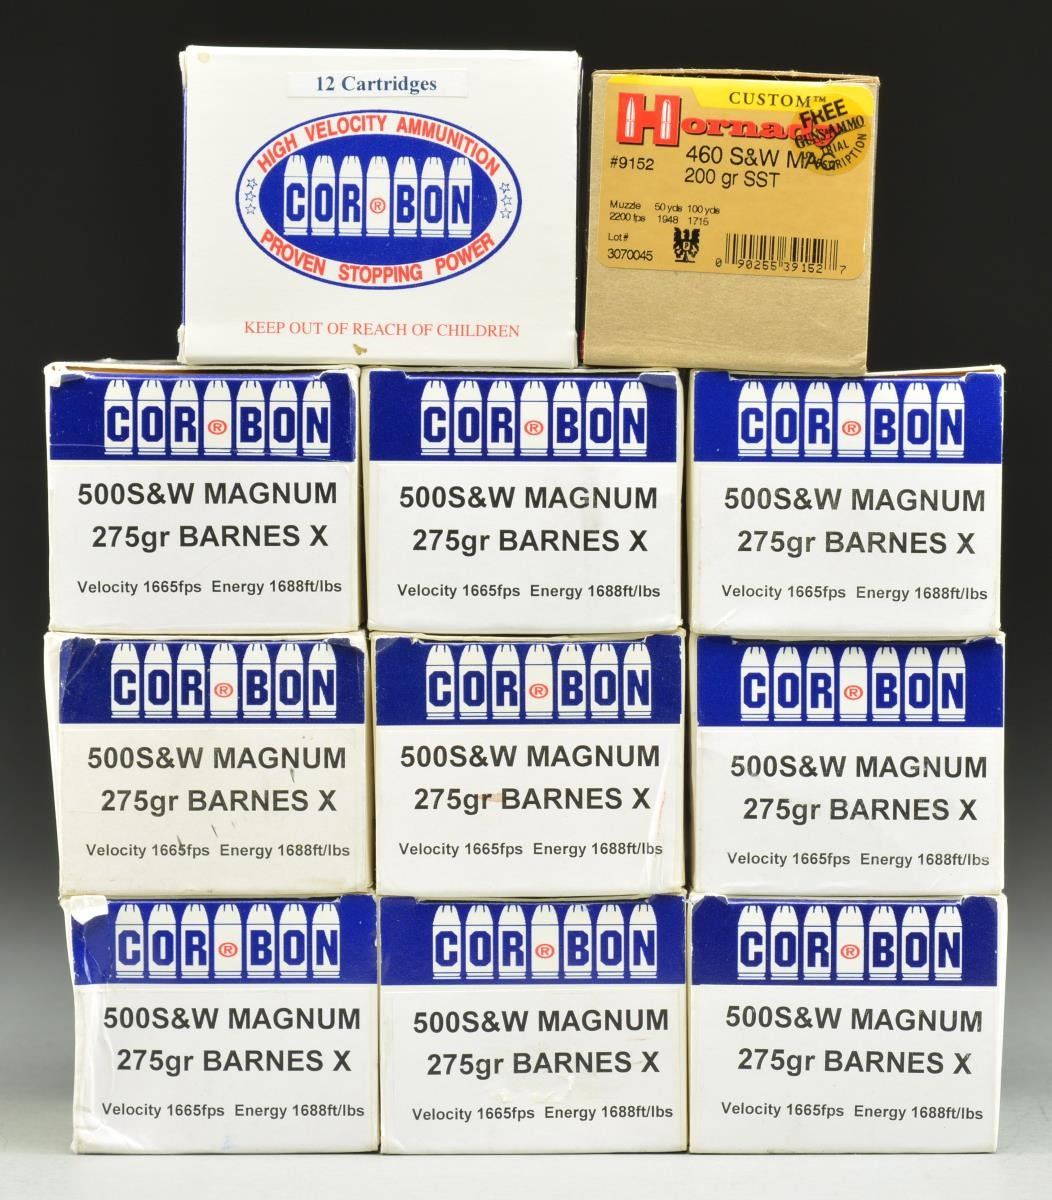 12 Cartridges
HIGH VELOCITY AMMUNITION
COR®BON
PROVEN STOPPING POWER
KEEP OUT OF REACH OF CHILDREN
CUSTOM™
Hornady
FREE
GUNS & AMMO
TRIAL
#9152
460 S&W MAG
200 gr SST
Muzzle 50 yds 100 yds
2200 fps 1948 1715
Lot#
3070045
0 90255 39152 7
COR®BON
500S&W MAGNUM
275gr BARNES X
Velocity 1665fps Energy 1688ft/lbs
COR®BON
500S&W MAGNUM
275gr BARNES X
Velocity 1665fps Energy 1688ft/lbs
COR®BON
500S&W MAGNUM
275gr BARNES X
Velocity 1665fps Energy 1688ft/lbs
COR®BON
500S&W MAGNUM
275gr BARNES X
Velocity 1665fps Energy 1688ft/lbs
COR®BON
500S&W MAGNUM
275gr BARNES X
Velocity 1665fps Energy 1688ft/lbs
COR®BON
500S&W MAGNUM
275gr BARNES X
Velocity 1665fps Energy 1688ft/lbs
COR®BON
500S&W MAGNUM
275gr BARNES X
Velocity 1665fps Energy 1688ft/lbs
COR®BON
500S&W MAGNUM
275gr BARNES X
Velocity 1665fps Energy 1688ft/lbs
COR®BON
500S&W MAGNUM
275gr BARNES X
Velocity 1665fps Energy 1688ft/lbs